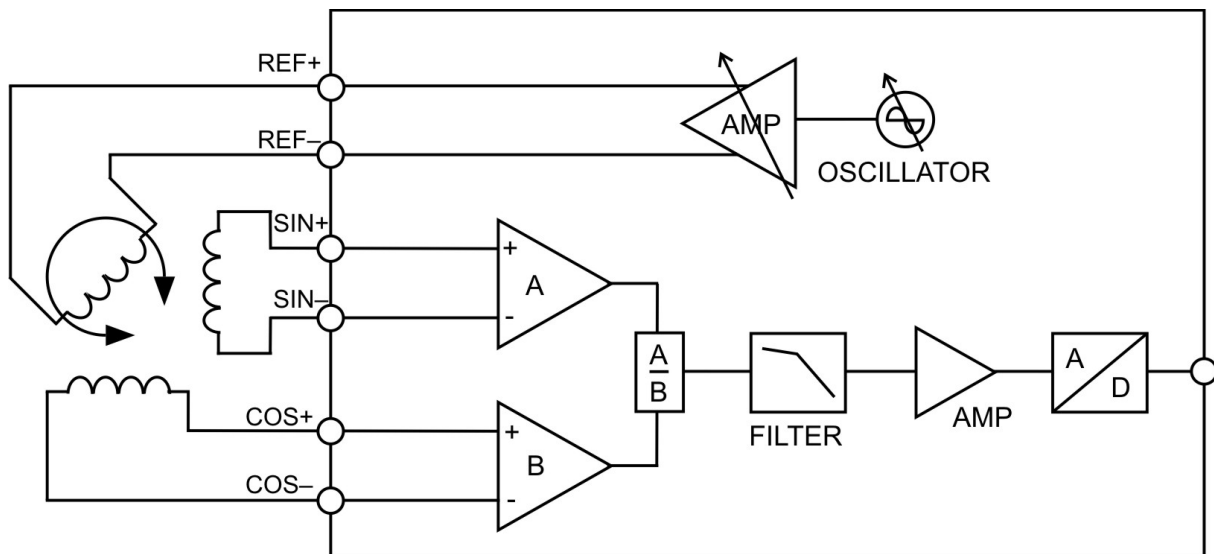 REF+
AMP
REF–
OSCILLATOR
SIN+
+
A
SIN–
-
A
B
A
D
COS+
+
FILTER
AMP
B
COS–
-